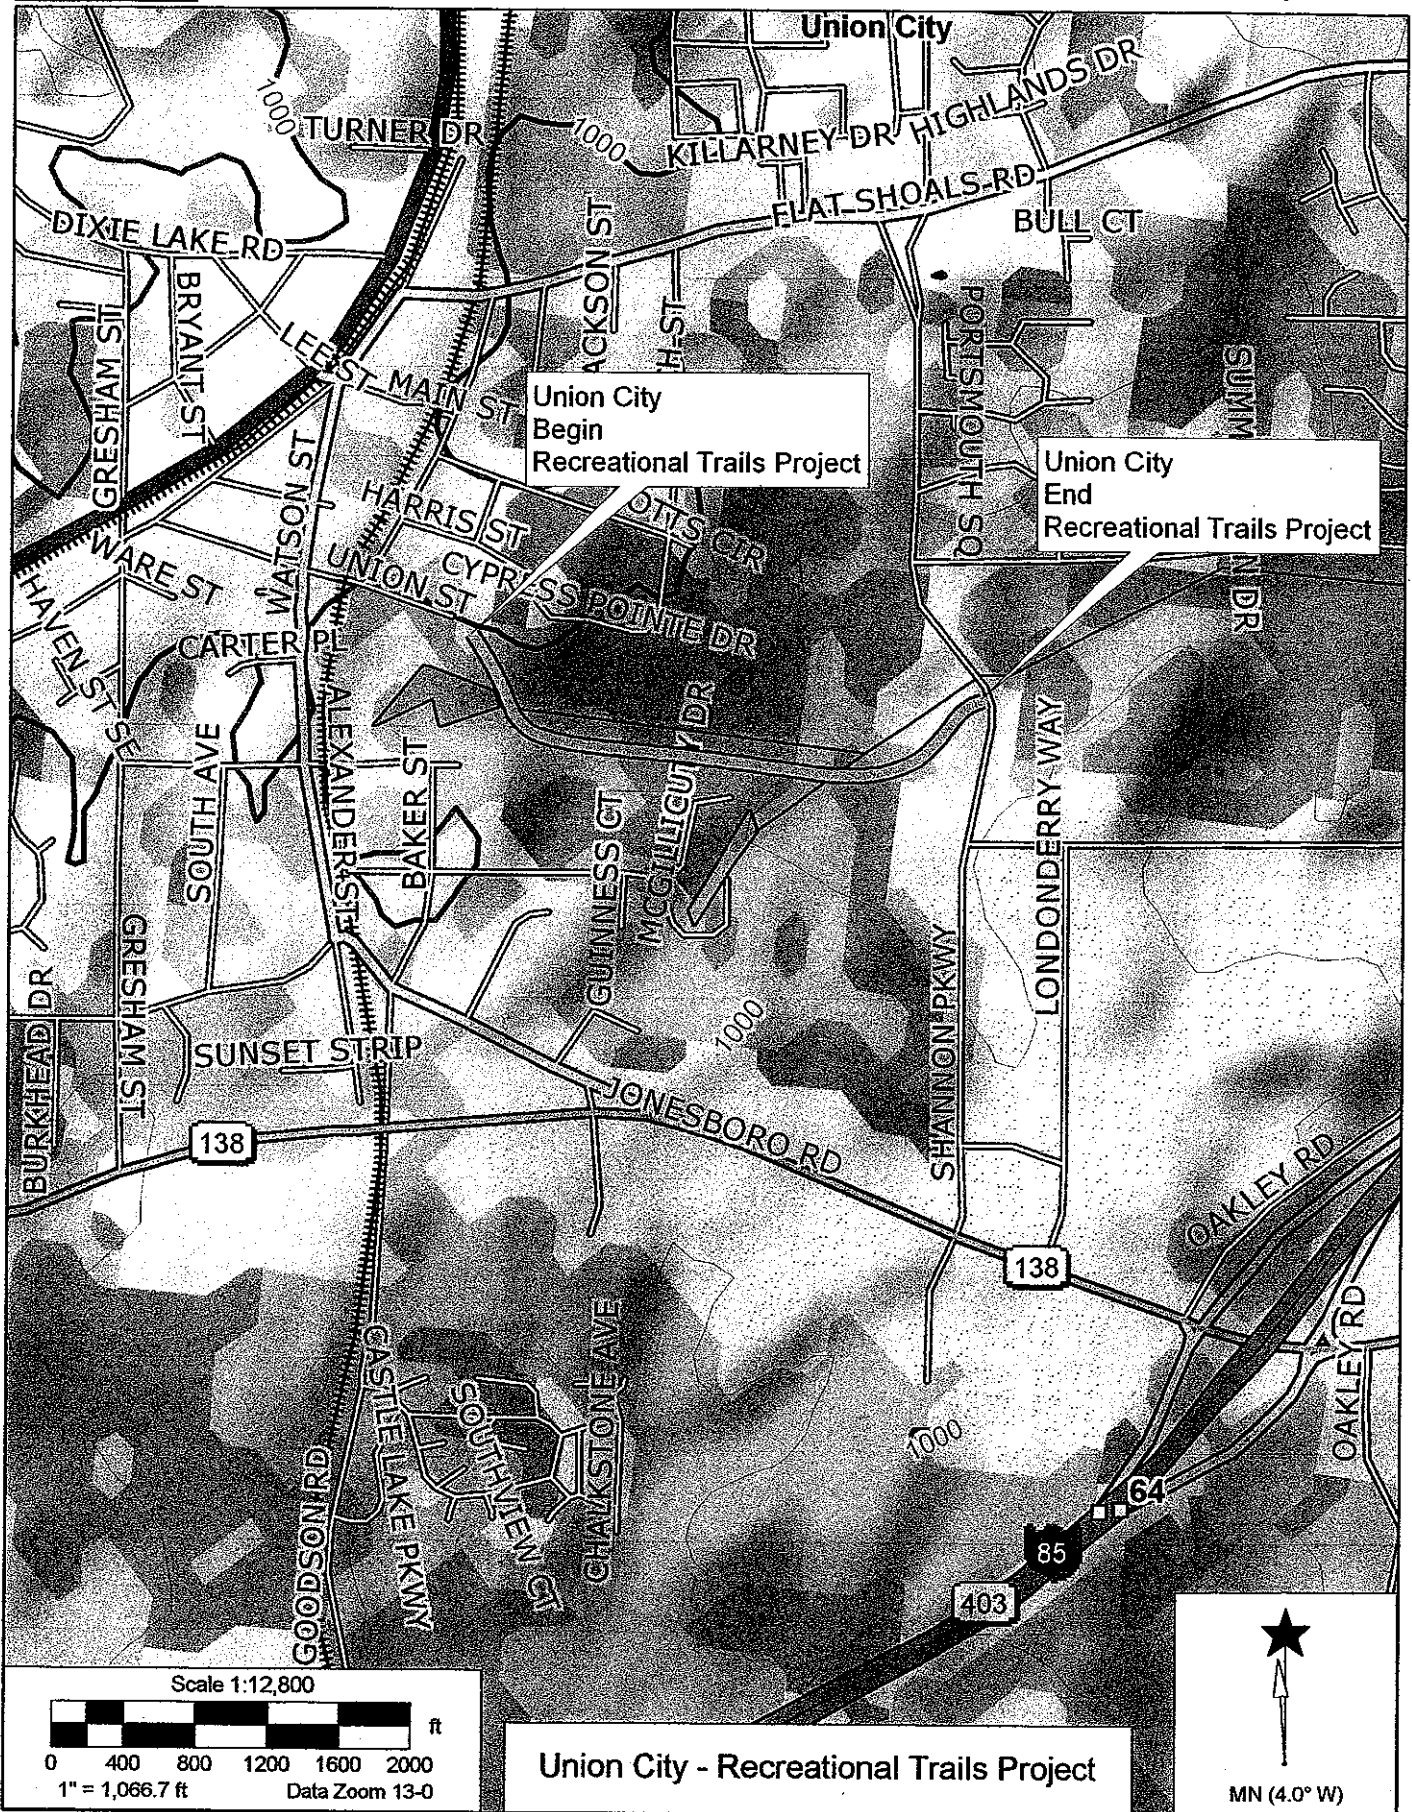 Union City
1000
TURNER DR
1000
KILLARNEY DR
HIGHLANDS DR
FLAT SHOALS RD
BULL CT
DIXIE LAKE RD
BRYANT ST
GRESHAM ST
LEE ST
MAIN ST
PORTSMOUTH SQ
Union City
Begin
Recreational Trails Project
Union City
End
Recreational Trails Project
WATSON ST
HARRIS ST
WARE ST
UNION ST
CYPRESS POINTE DR
HAVEN ST SE
CARTER PL
ALEXANDER ST
SOUTH AVE
BAKER ST
MCGILLICUTY DR
GUINNESS CT
LONDONDERRY WAY
SHANNON PKWY
GRESHAM ST
BURKHEAD DR
SUNSET STRIP
1000
JONESBORO RD
138
OAKLEY RD
138
OAKLEY RD
CASTLE LAKE PKWY
SOUTHVIEW CT
CHALKSTONE AVE
GOODSON RD
1000
64
85
403
Scale 1:12,800
ft
0 400 800 1200 1600 2000
1" = 1,066.7 ft Data Zoom 13-0
Union City - Recreational Trails Project
MN (4.0° W)